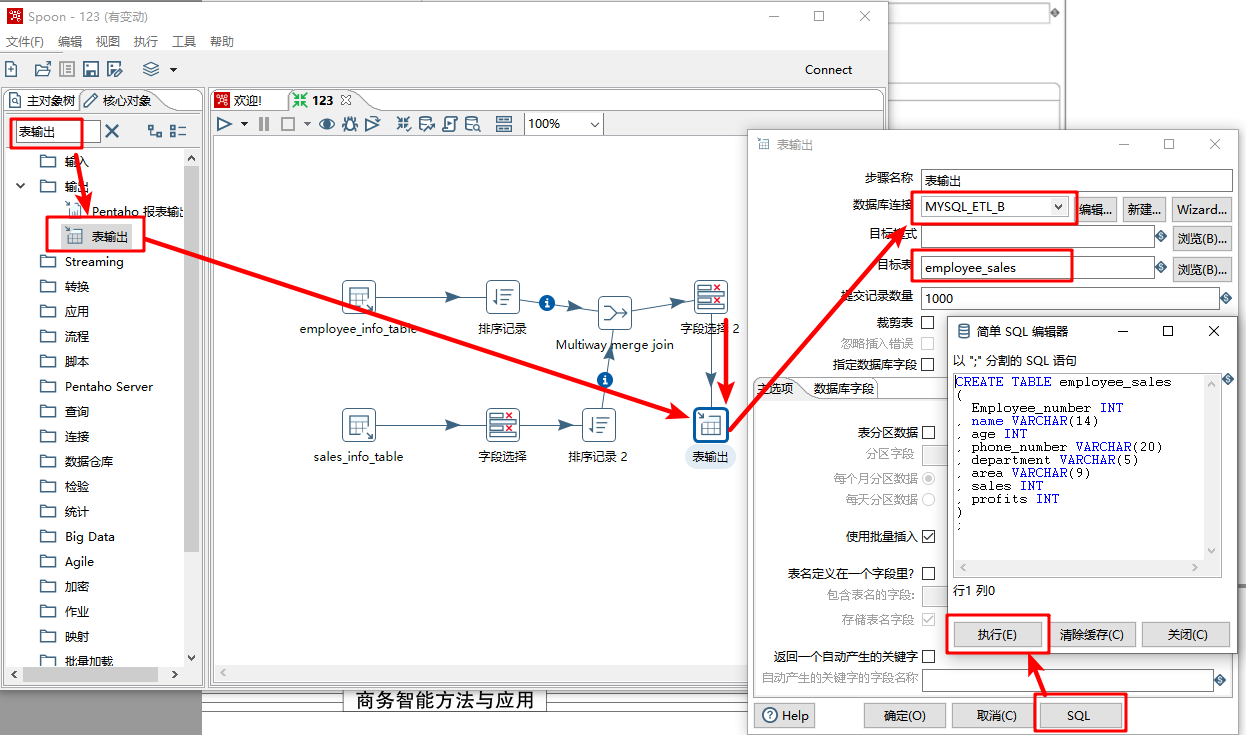 Spoon - 123 (有变动)
文件(F) 编辑 视图 执行 工具 帮助
Connect
主对象树 核心对象
欢迎!
123
表输出
100%
输入
输出
Pentaho 报表输出
表输出
Streaming
转换
应用
流程
脚本
Pentaho Server
查询
连接
数据仓库
检验
统计
Big Data
Agile
加密
作业
映射
批量加载
employee_info_table
排序记录
Multiway merge join
字段选择 2
sales_info_table
字段选择
排序记录 2
表输出
商务智能方法与应用
表输出
步骤名称 表输出
数据库连接 MYSQL_ETL_B 编辑... 新建... Wizard...
目标模式 浏览(B)...
目标表 employee_sales 浏览(B)...
提交记录数量 1000
裁剪表
忽略插入错误
指定数据库字段
主选项 数据库字段
表分区数据
分区字段
每个月分区数据
每天分区数据
使用批量插入
表名定义在一个字段里?
包含表名的字段:
存储表名字段
返回一个自动产生的关键字
自动产生的关键字的字段名称
Help 确定(O) 取消(C) SQL
简单 SQL 编辑器
以 ";" 分割的 SQL 语句
CREATE TABLE employee_sales
(
Employee_number INT
, name VARCHAR(14)
, age INT
, phone_number VARCHAR(20)
, department VARCHAR(5)
, area VARCHAR(9)
, sales INT
, profits INT
)
;
行1 列0
执行(E) 清除缓存(C) 关闭(C)